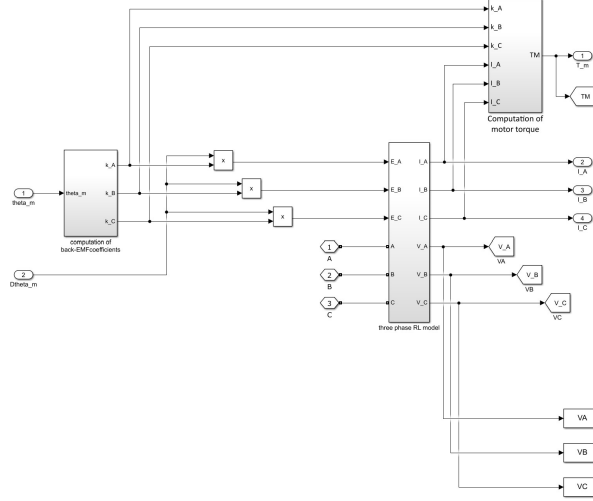 k_A
k_B
k_C
I_A
I_B
I_C
TM
1
T_m
TM
Computation of
motor torque
x
x
x
k_A
k_B
k_C
theta_m
1
theta_m
computation of
back-EMFcoefficients
2
Dtheta_m
E_A
E_B
E_C
A
B
C
I_A
I_B
I_C
V_A
V_B
V_C
three phase RL model
1
A
2
B
3
C
2
I_A
3
I_B
4
I_C
V_A
VA
V_B
VB
V_C
VC
VA
VB
VC